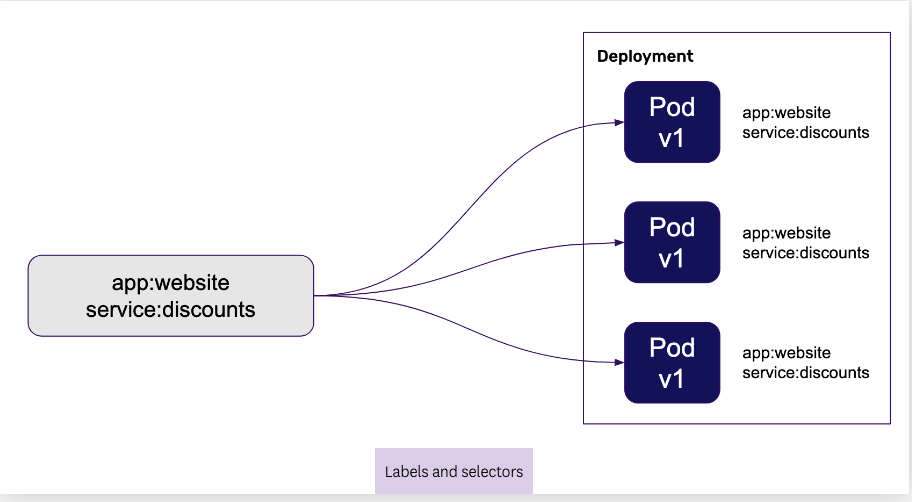 Deployment
Pod
v1
app:website
service:discounts
Pod
v1
app:website
service:discounts
app:website
service:discounts
Pod
v1
app:website
service:discounts
Labels and selectors